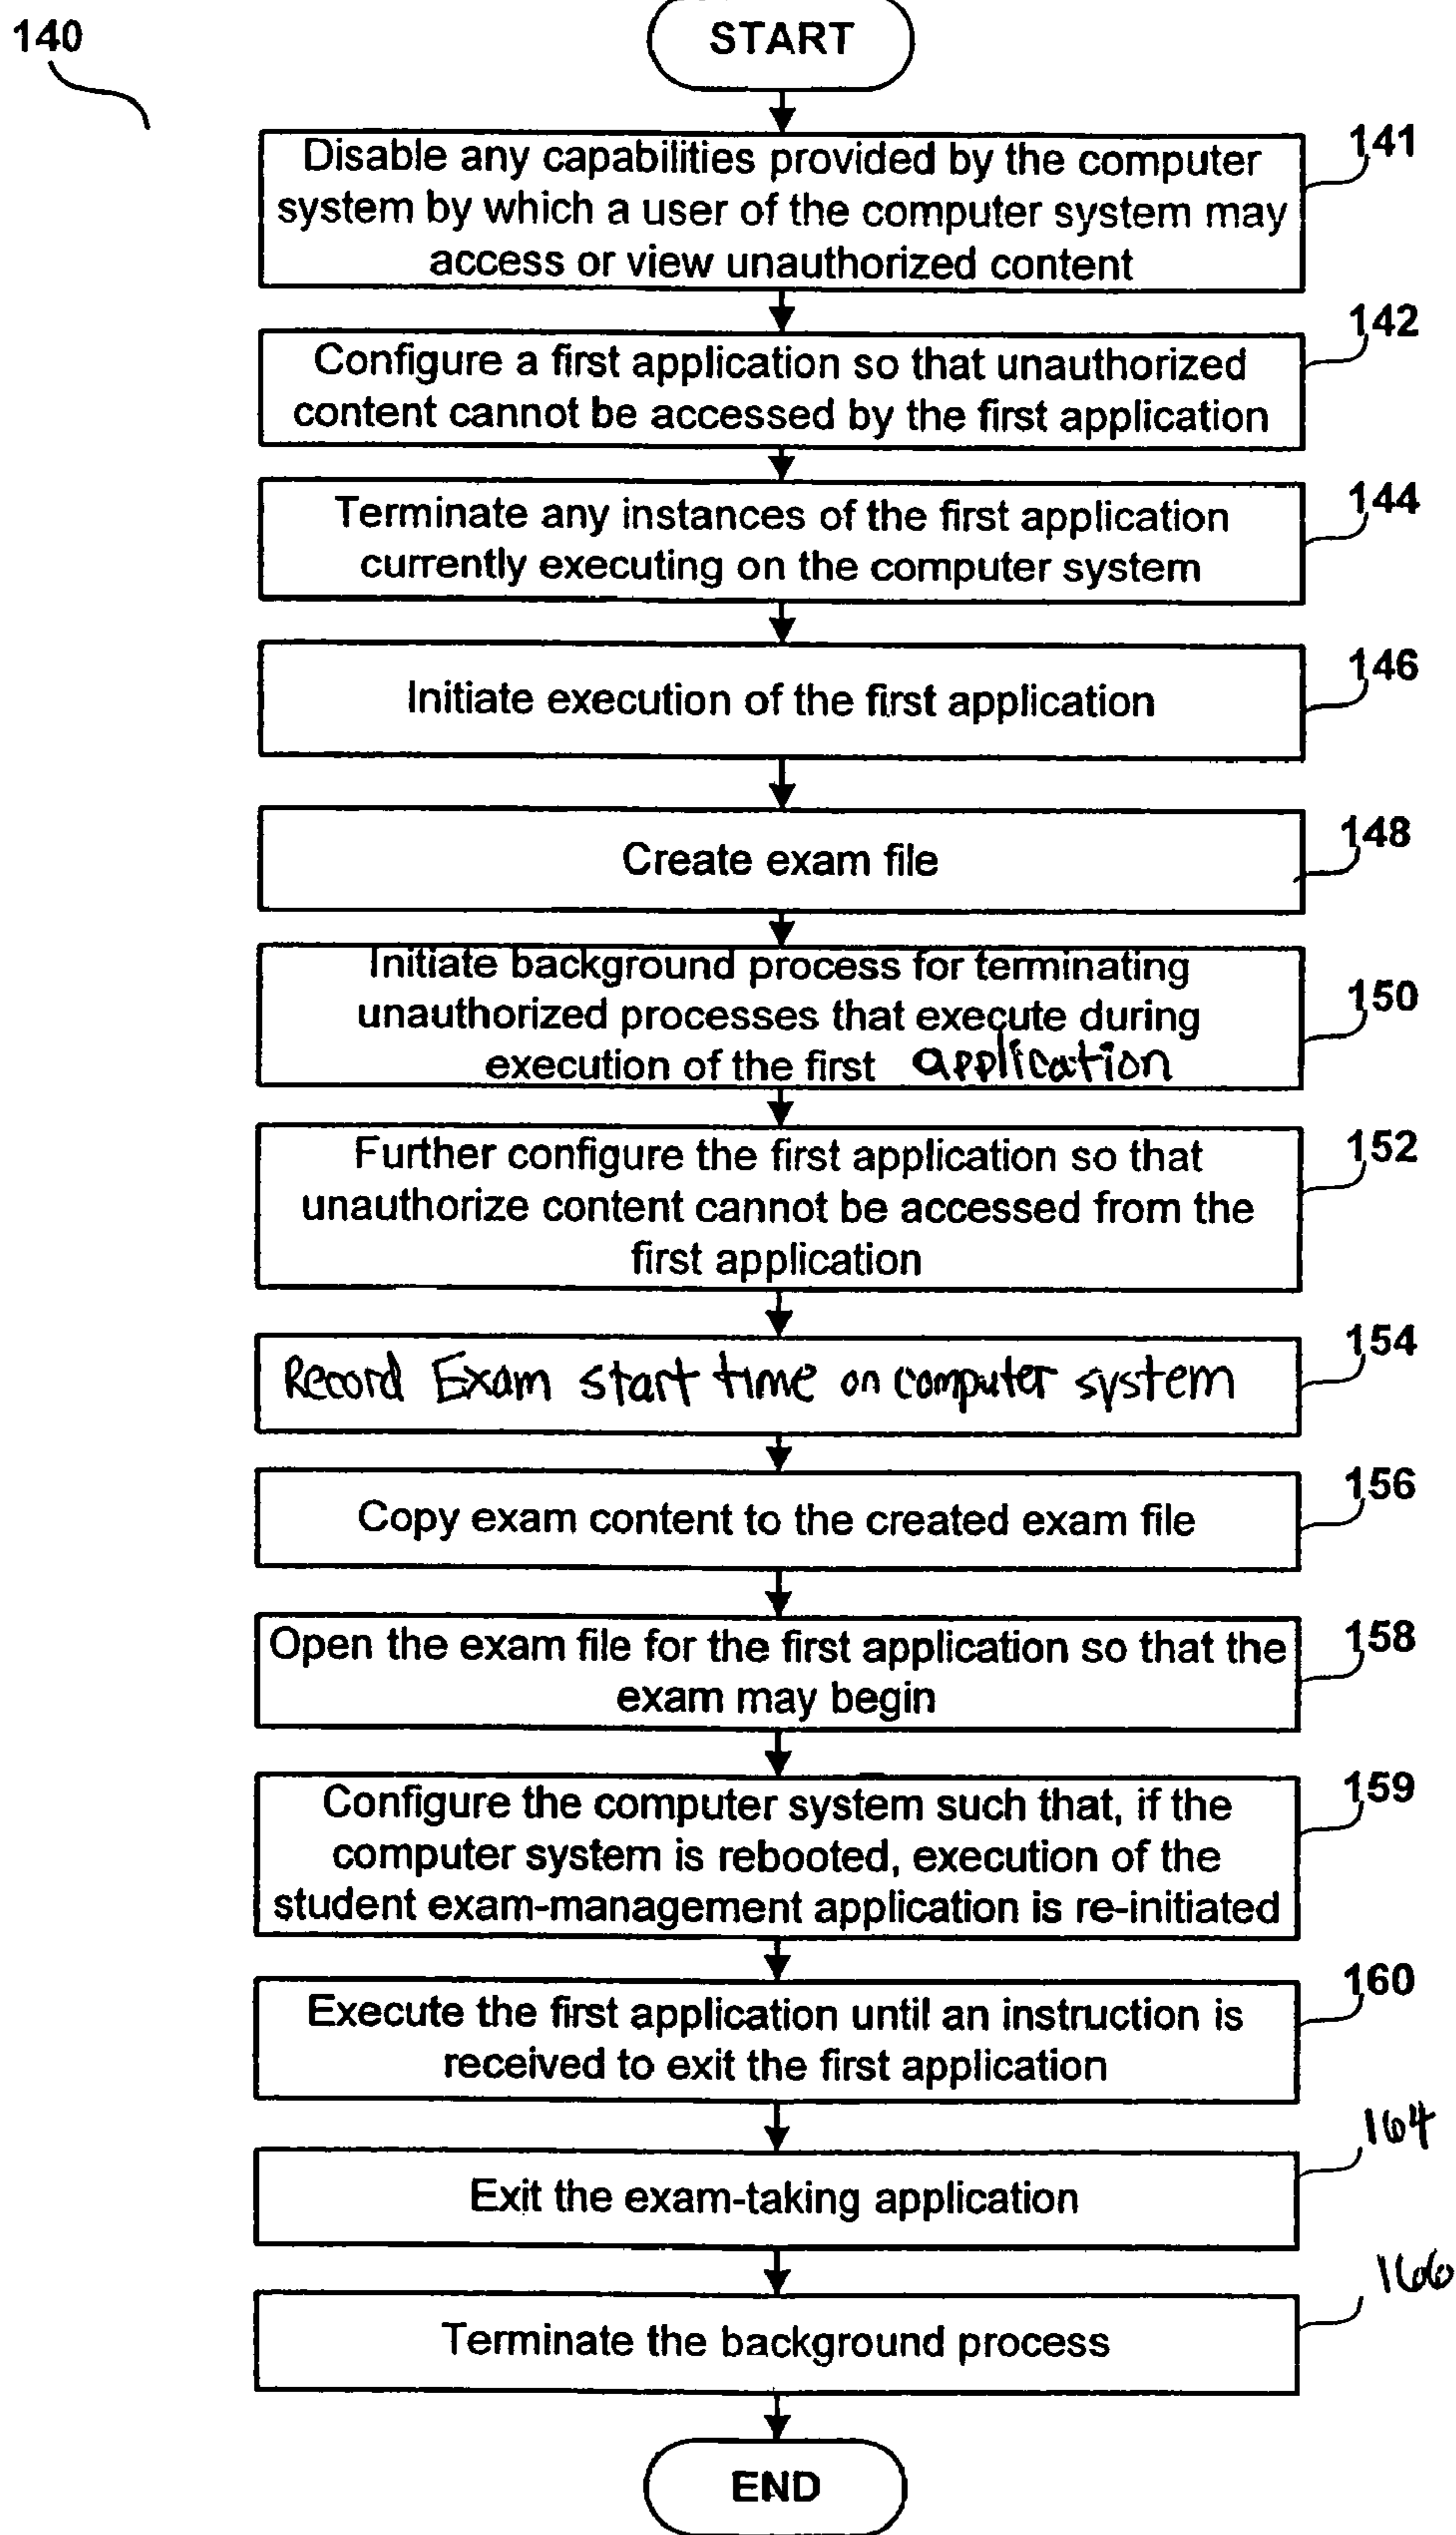 140
START
141
Disable any capabilities provided by the computer
system by which a user of the computer system may
access or view unauthorized content
142
Configure a first application so that unauthorized
content cannot be accessed by the first application
144
Terminate any instances of the first application
currently executing on the computer system
146
Initiate execution of the first application
148
Create exam file
150
Initiate background process for terminating
unauthorized processes that execute during
execution of the first application
152
Further configure the first application so that
unauthorize content cannot be accessed from the
first application
154
Record Exam start time on computer system
156
Copy exam content to the created exam file
158
Open the exam file for the first application so that the
exam may begin
159
Configure the computer system such that, if the
computer system is rebooted, execution of the
student exam-management application is re-initiated
160
Execute the first application until an instruction is
received to exit the first application
164
Exit the exam-taking application
166
Terminate the background process
END